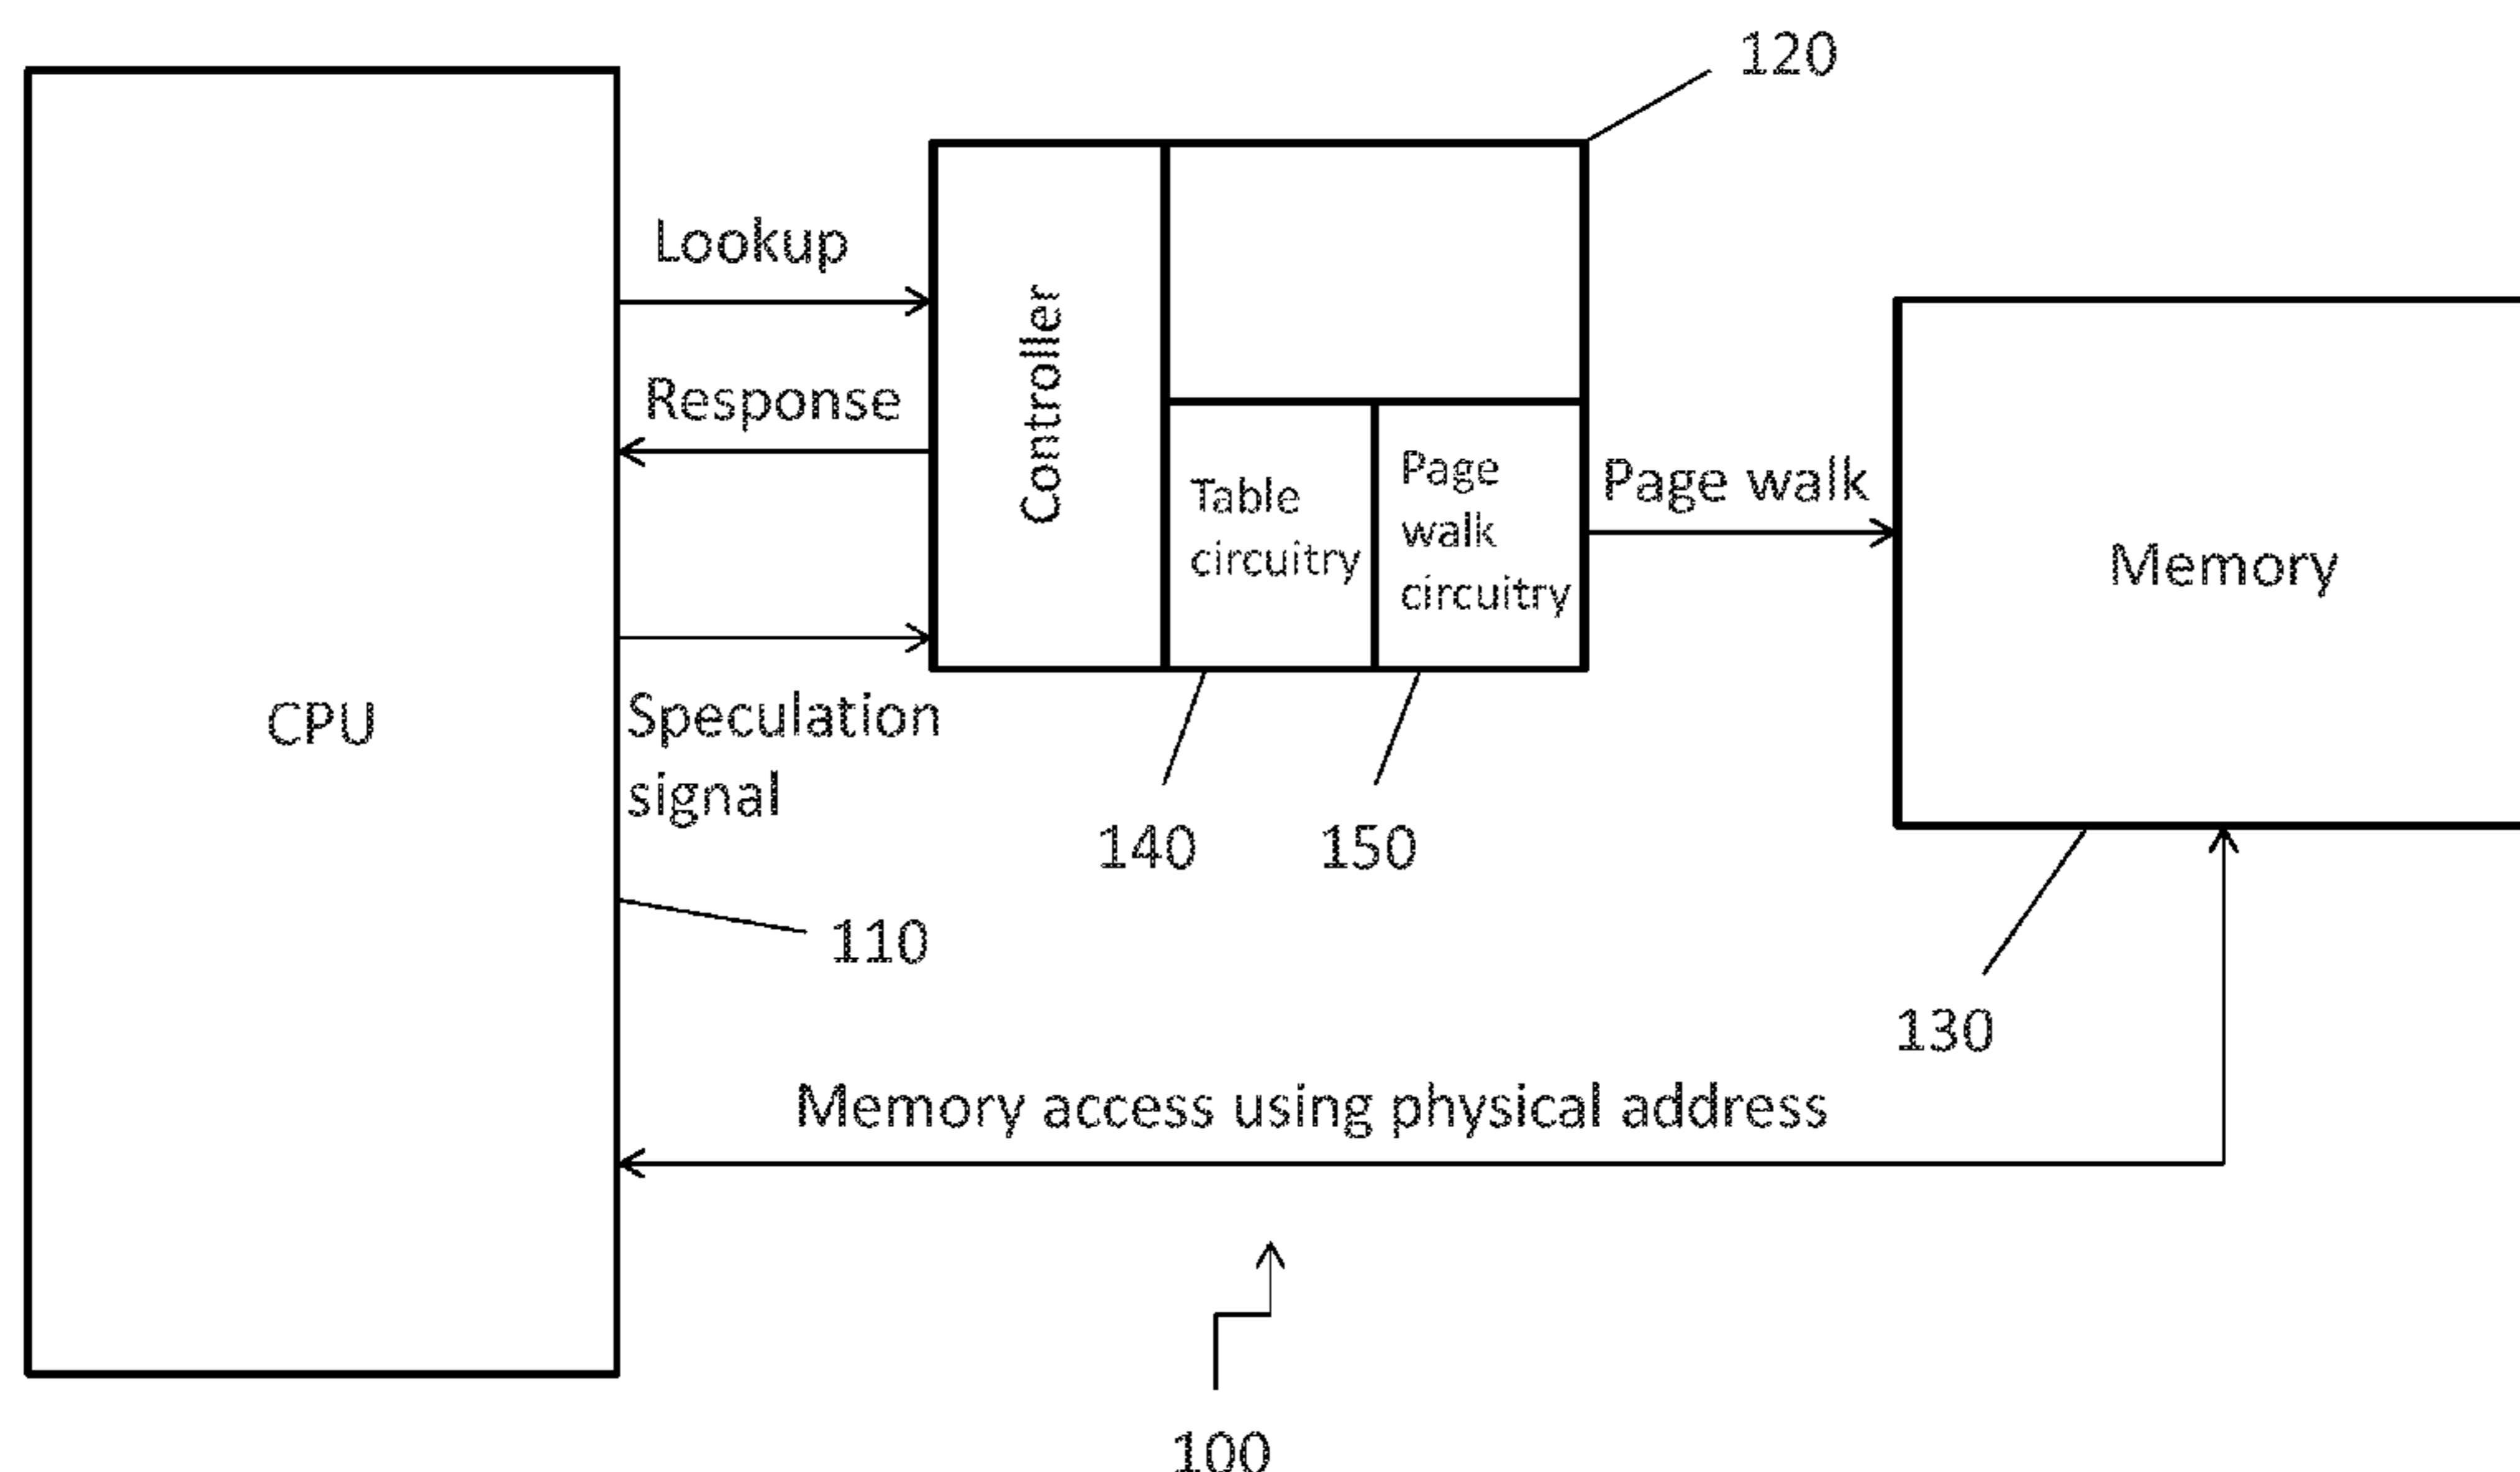 120
Lookup
Response
Controller
Table
circuitry
Page
walk
circuitry
Page walk
Memory
CPU
Speculation
signal
140
150
110
130
Memory access using physical address
100